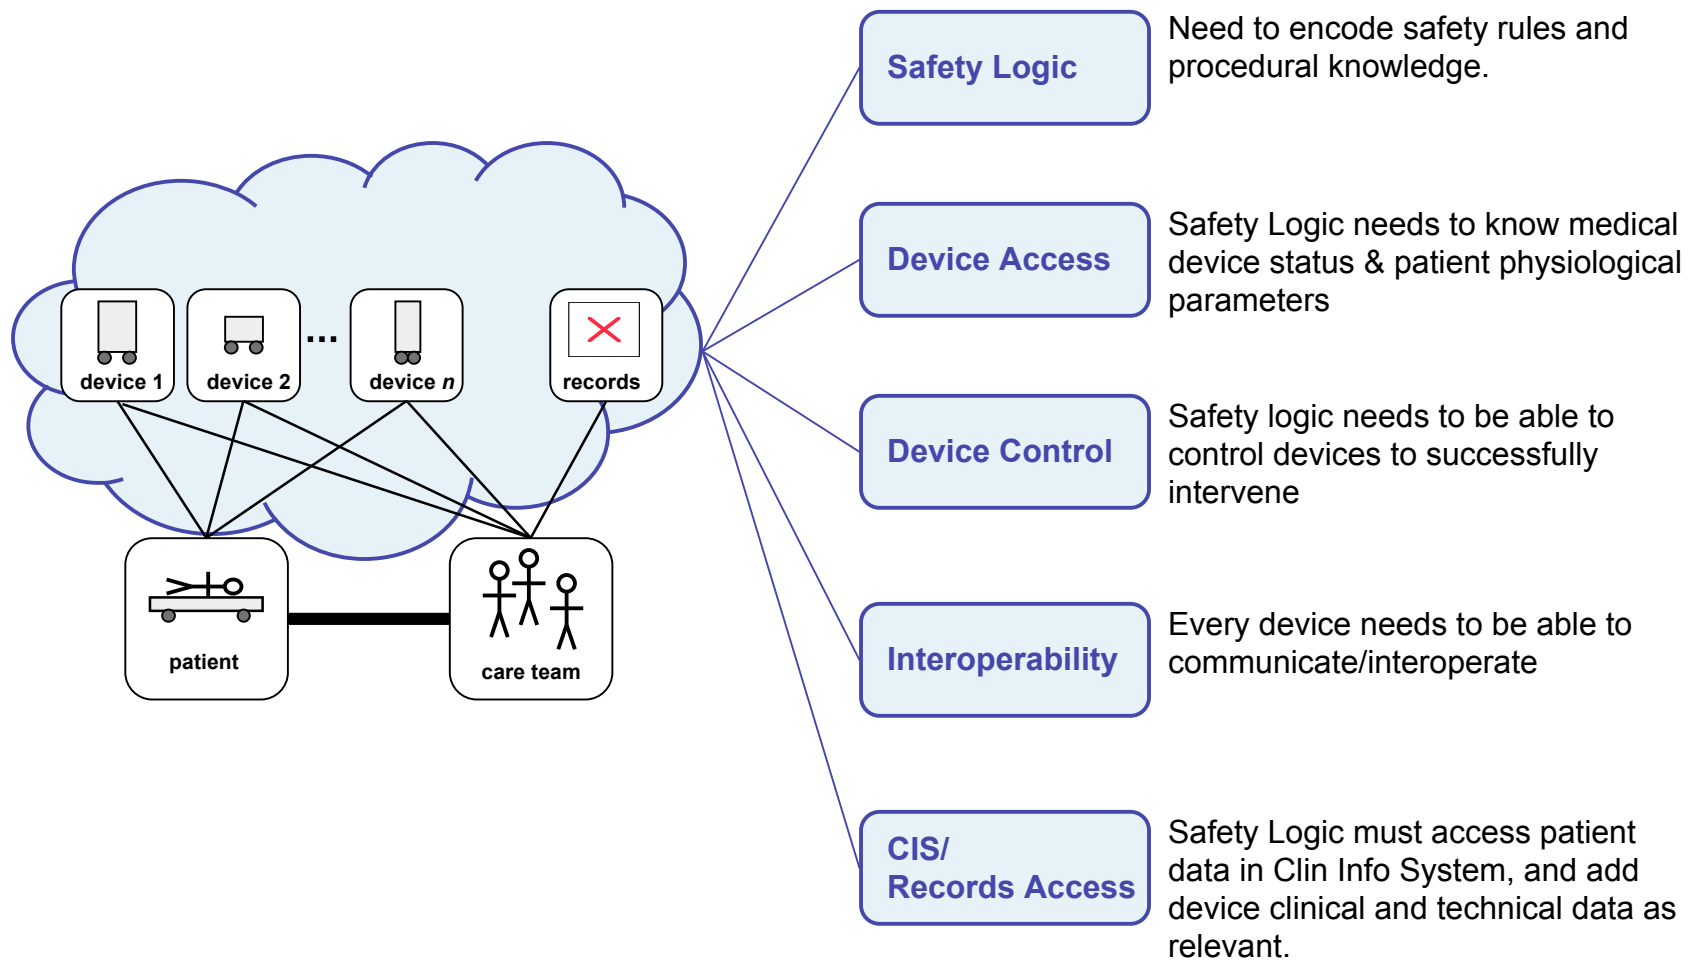 Safety Logic
Need to encode safety rules and
procedural knowledge.
Device Access
Safety Logic needs to know medical
device status & patient physiological
parameters
Device Control
Safety logic needs to be able to
control devices to successfully
intervene
Interoperability
Every device needs to be able to
communicate/interoperate
CIS/
Records Access
Safety Logic must access patient
data in Clin Info System, and add
device clinical and technical data as
relevant.
device 1
device 2
...
device n
records
patient
care team